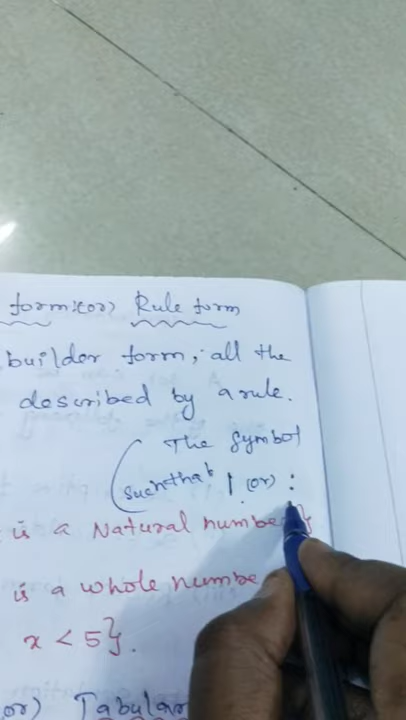 form:(or) Rule form
builder form, all the
described by a rule.
(The symbol
such that | (or) :
is a Natural number}
is a whole numbe
x < 5}.
or) Tabular